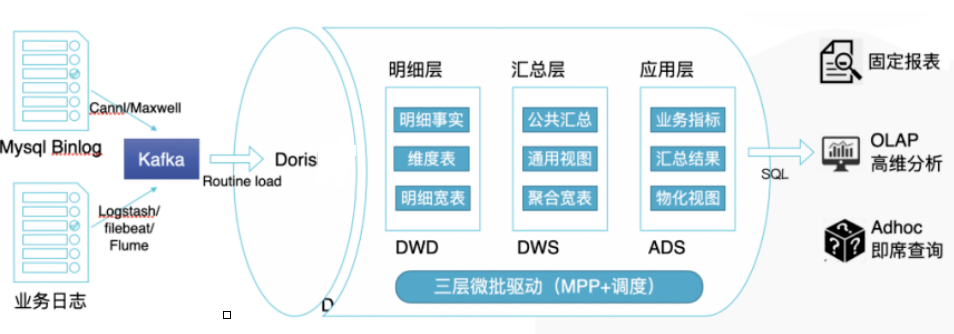 Mysql Binlog
Cannl/Maxwell
Kafka
Routine load
Logstash/
filebeat/
Flume
业务日志
Doris
D
明细层
明细事实
维度表
明细宽表
DWD
汇总层
公共汇总
通用视图
聚合宽表
DWS
应用层
业务指标
汇总结果
物化视图
ADS
三层微批驱动（MPP+调度）
SQL
固定报表
OLAP
高维分析
Adhoc
即席查询